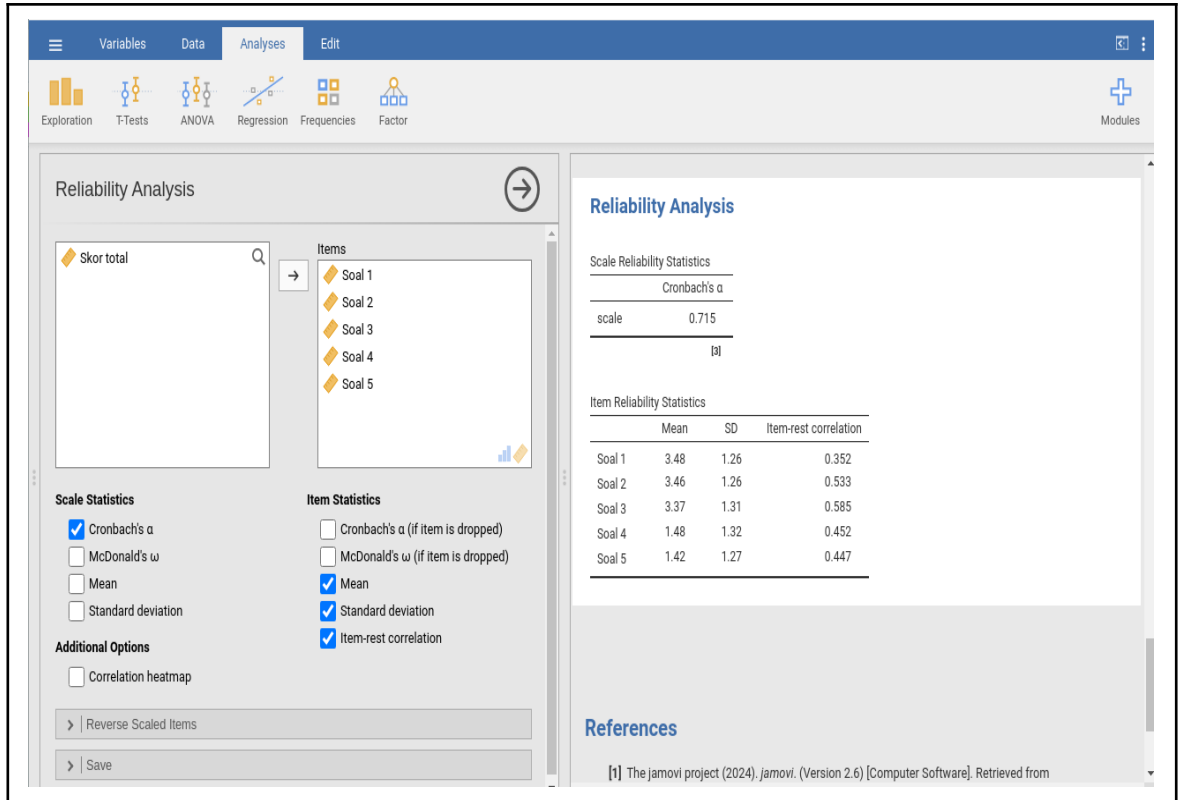 Variables Data Analyses Edit
Exploration T-Tests ANOVA Regression Frequencies Factor Modules
Reliability Analysis
Skor total
Items
Soal 1
Soal 2
Soal 3
Soal 4
Soal 5
Scale Statistics
Cronbach's α
McDonald's ω
Mean
Standard deviation
Additional Options
Correlation heatmap
Item Statistics
Cronbach's α (if item is dropped)
McDonald's ω (if item is dropped)
Mean
Standard deviation
Item-rest correlation
Reverse Scaled Items
Save
Reliability Analysis
Scale Reliability Statistics
Cronbach's α
scale 0.715
[3]
Item Reliability Statistics
Mean SD Item-rest correlation
Soal 1 3.48 1.26 0.352
Soal 2 3.46 1.26 0.533
Soal 3 3.37 1.31 0.585
Soal 4 1.48 1.32 0.452
Soal 5 1.42 1.27 0.447
References
[1] The jamovi project (2024). jamovi. (Version 2.6) [Computer Software]. Retrieved from